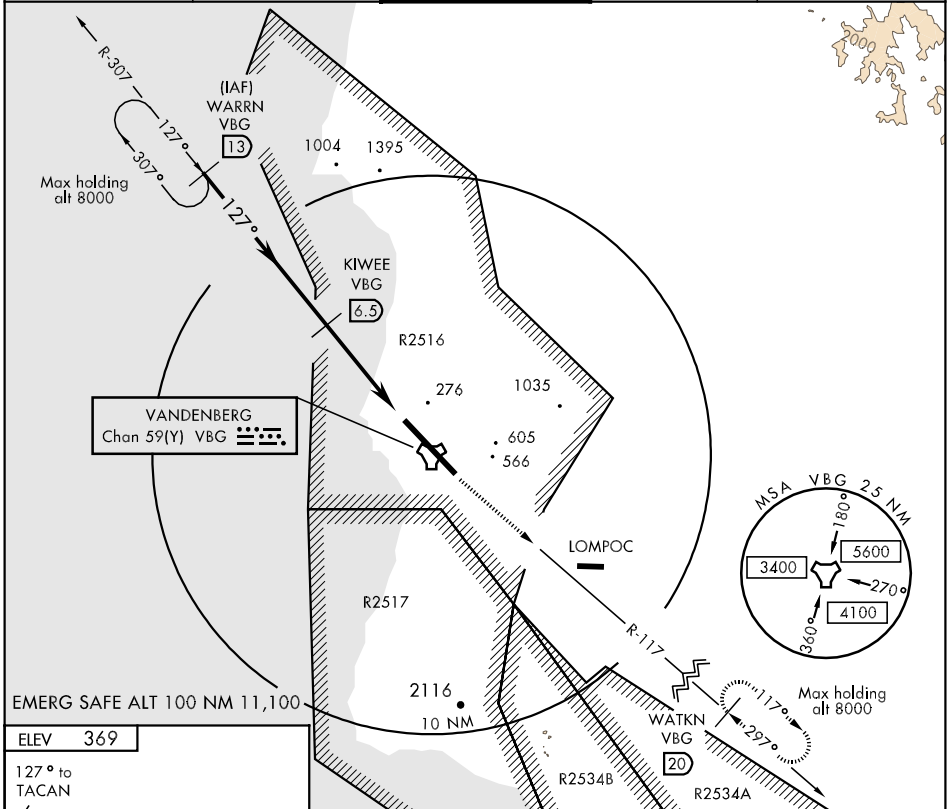 2000
R-307
(IAF)
WARRN
VBG
13
127°
307°
Max holding
alt 8000
1004
1395
127°
KIWEE
VBG
6.5
R2516
276
1035
VANDENBERG
Chan 59(Y) VBG
605
566
MSA VBG 25 NM
180°
5600
3400
270°
4100
360°
LOMPOC
R2517
R-117
2116
10 NM
EMERG SAFE ALT 100 NM 11,100
117°
Max holding
alt 8000
WATKN
VBG
20
297°
ELEV 369
127° to
TACAN
R2534B
R2534A